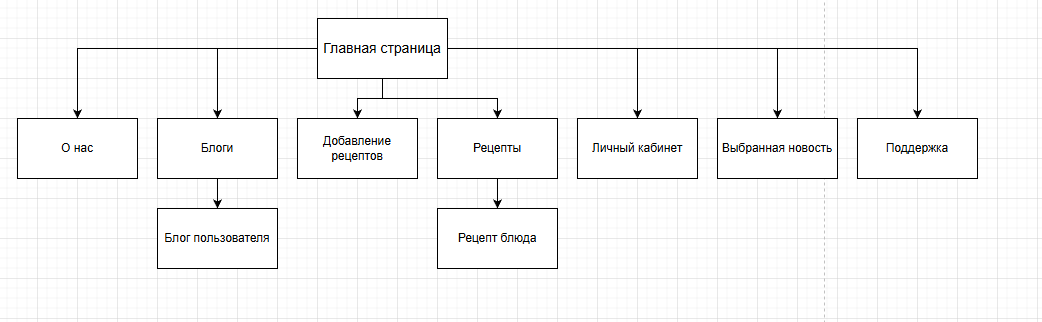 Главная страница
О нас
Блоги
Добавление
рецептов
Рецепты
Личный кабинет
Выбранная новость
Поддержка
Блог пользователя
Рецепт блюда